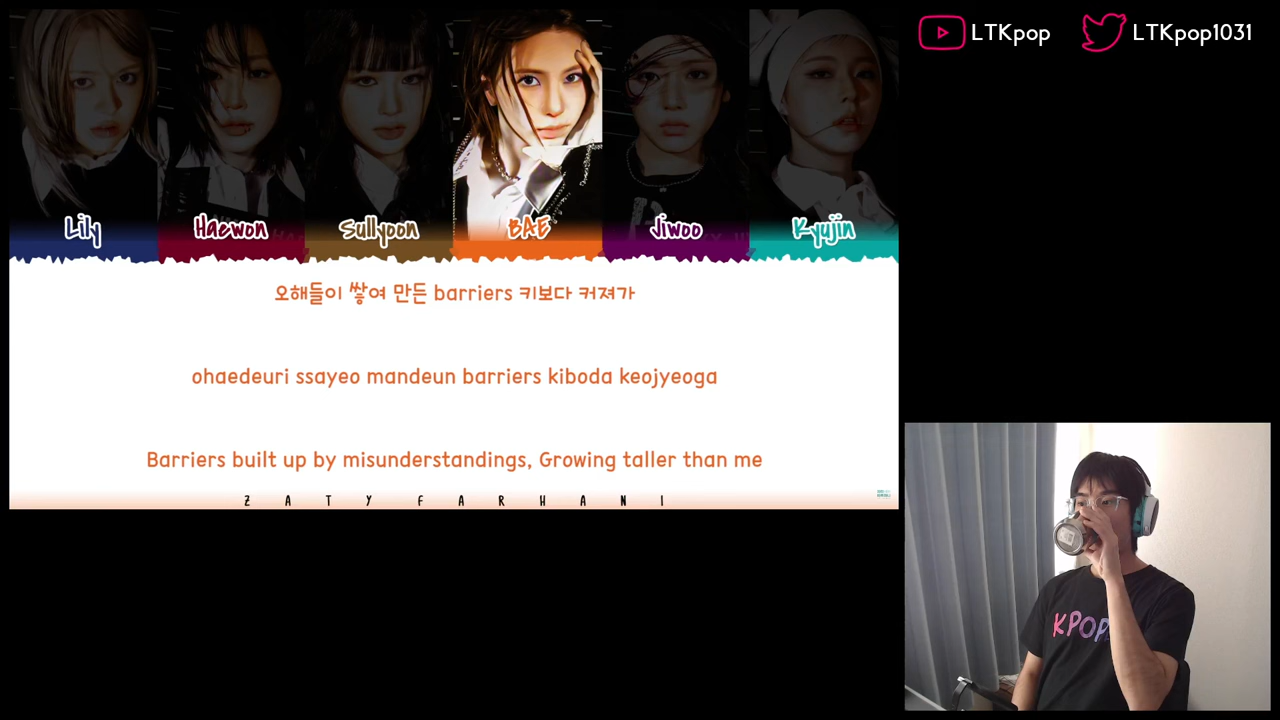 LTKpop
LTKpop1031
Lily
Haewon
Sullyoon
BAE
Jiwoo
Kyujin
오해들이 쌓여 만든 barriers 키보다 커져가
ohaedeuri ssayeo mandeun barriers kiboda keojyeoga
Barriers built up by misunderstandings, Growing taller than me
ZATY FARHANI
KPOP